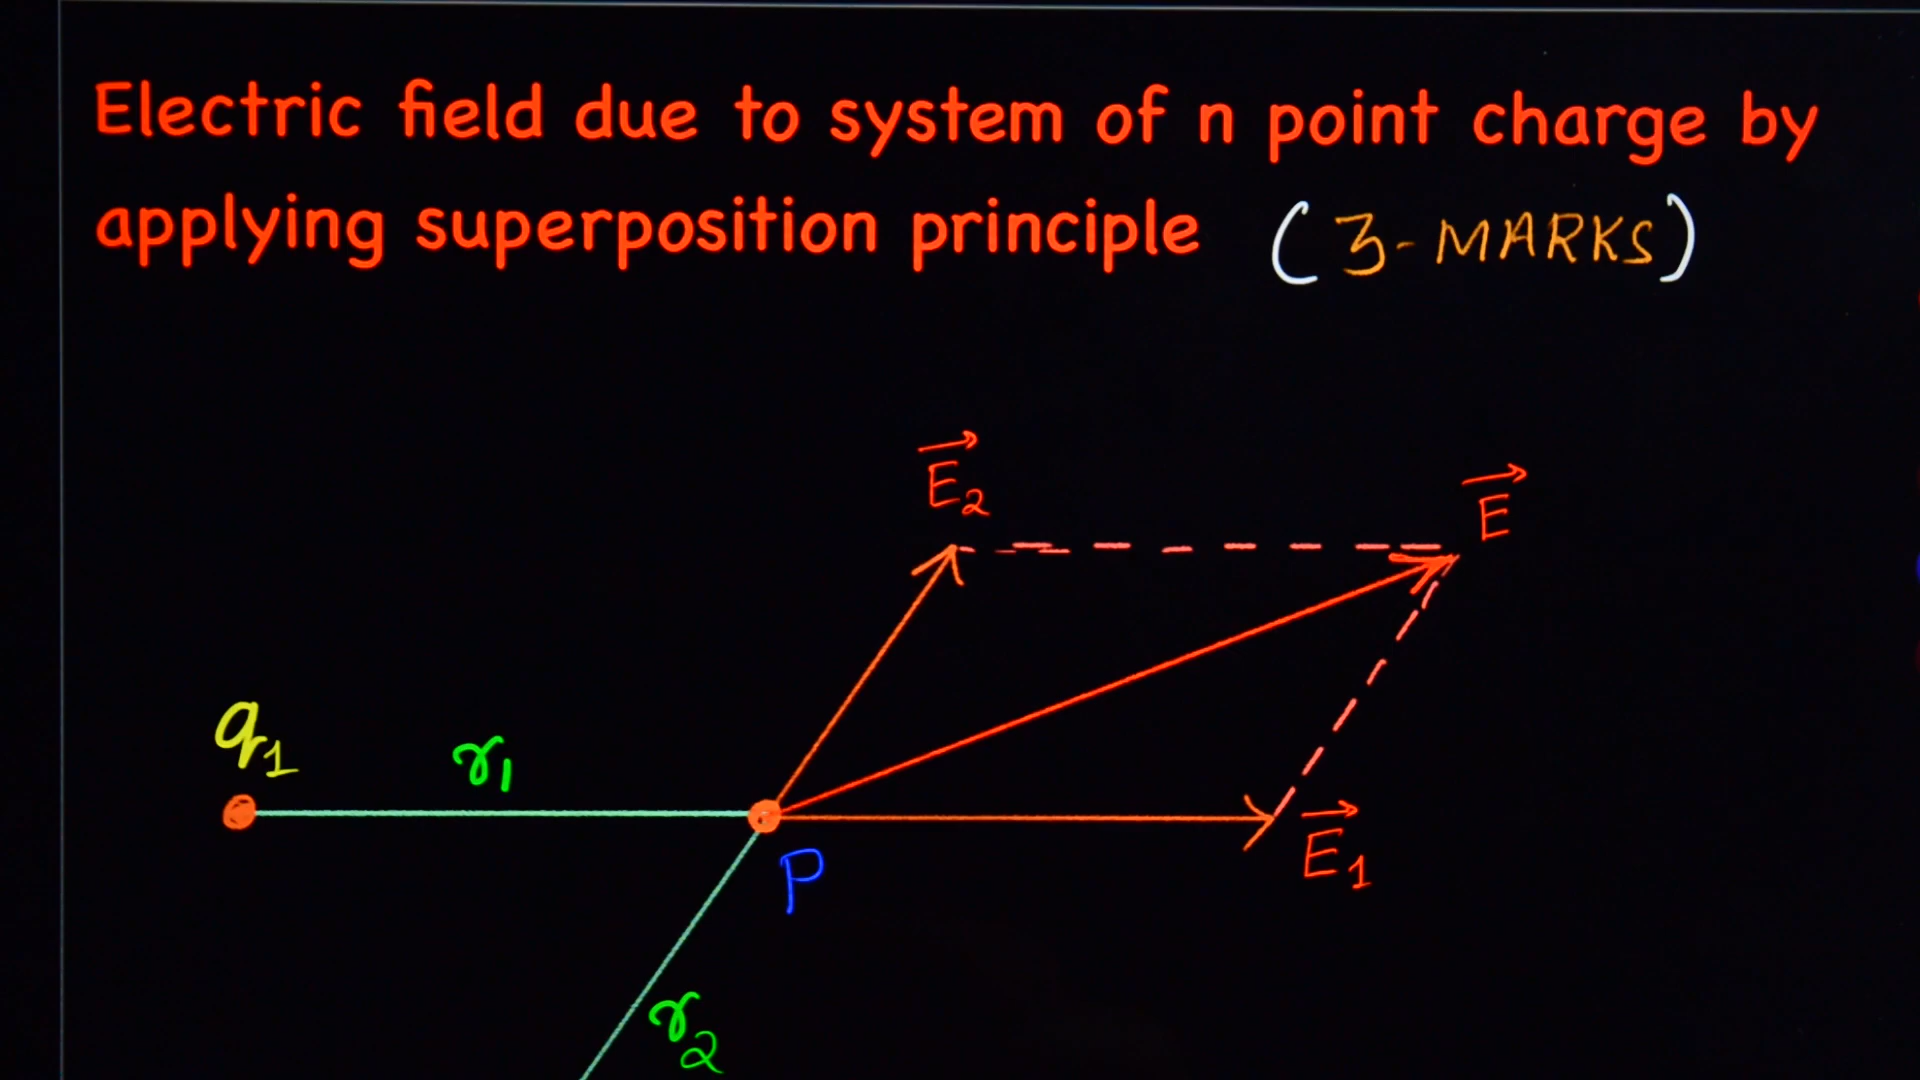 Electric field due to system of n point charge by
applying superposition principle (3-MARKS)
E₂
E
q₁
r₁
E₁
P
r₂